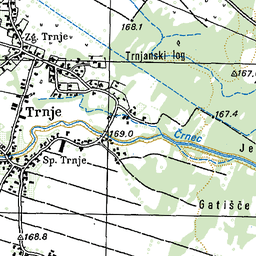 168.1
Zg. Trnje
Trnjanski log
167.
Trnje
167.4
169.0
Črnec
Je
Sp. Trnje
Gatišče
168.8